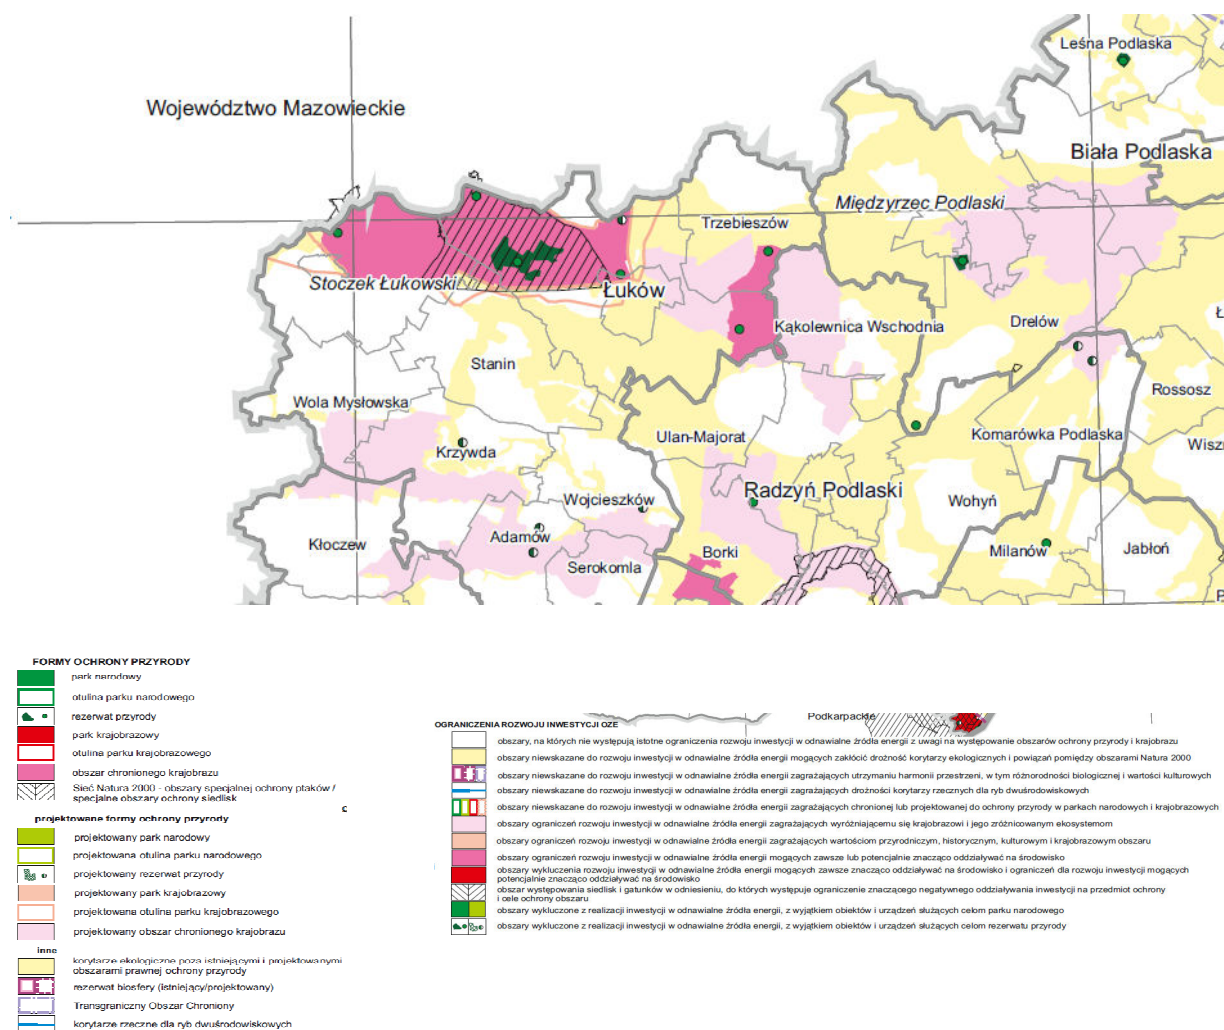 Leśna Podlaska
Województwo Mazowieckie
Biała Podlaska
Międzyrzec Podlaski
Trzebieszów
Stoczek Łukowski
Łuków
Kąkolewnica Wschodnia
Drelów
Stanin
Rossosz
Wola Mysłowska
Ulan-Majorat
Komarówka Podlaska
Krzywda
Radzyń Podlaski
Wojcieszków
Wohyń
Adamów
Kłoczew
Borki
Milanów
Jabłoń
Serokomla
FORMY OCHRONY PRZYRODY
park narodowy
otulina parku narodowego
rezerwat przyrody
park krajobrazowy
otulina parku krajobrazowego
obszar chronionego krajobrazu
Sieć Natura 2000 - obszary specjalnej ochrony ptaków /
specjalne obszary ochrony siedlisk
projektowane formy ochrony przyrody
projektowany park narodowy
projektowana otulina parku narodowego
projektowany rezerwat przyrody
projektowany park krajobrazowy
projektowana otulina parku krajobrazowego
projektowany obszar chronionego krajobrazu
inne
korytarze ekologiczne poza istniejącymi i projektowanymi
obszarami prawnej ochrony przyrody
rezerwat biosfery (istniejący/projektowany)
Transgraniczny Obszar Chroniony
korytarze rzeczne dla ryb dwuśrodowiskowych
Podkarpackie
OGRANICZENIA ROZWOJU INWESTYCJI OZE
obszary, na których nie występują istotne ograniczenia rozwoju inwestycji w odnawialne źródła energii z uwagi na występowanie obszarów ochrony przyrody i krajobrazu
obszary niewskazane do rozwoju inwestycji w odnawialne źródła energii mogących zakłócić drożność korytarzy ekologicznych i powiązań pomiędzy obszarami Natura 2000
obszary niewskazane do rozwoju inwestycji w odnawialne źródła energii zagrażających utrzymaniu harmonii przestrzeni, w tym różnorodności biologicznej i wartości kulturowych
obszary niewskazane do rozwoju inwestycji w odnawialne źródła energii zagrażających drożności korytarzy rzecznych dla ryb dwuśrodowiskowych
obszary niewskazane do rozwoju inwestycji w odnawialne źródła energii zagrażających chronionej lub projektowanej do ochrony przyrody w parkach narodowych i krajobrazowych
obszary ograniczeń rozwoju inwestycji w odnawialne źródła energii zagrażających wyróżniającemu się krajobrazowi i jego zróżnicowanym ekosystemom
obszary ograniczeń rozwoju inwestycji w odnawialne źródła energii zagrażających wartościom przyrodniczym, historycznym, kulturowym i krajobrazowym obszaru
obszary ograniczeń rozwoju inwestycji w odnawialne źródła energii mogących zawsze lub potencjalnie znacząco oddziaływać na środowisko
obszary wykluczenia rozwoju inwestycji w odnawialne źródła energii mogących zawsze znacząco oddziaływać na środowisko i ograniczeń dla rozwoju inwestycji mogących
potencjalnie znacząco oddziaływać na środowisko
obszar występowania siedlisk i gatunków w odniesieniu, do których występuje ograniczenie znaczącego negatywnego oddziaływania inwestycji na przedmiot ochrony
i cele ochrony obszaru
obszary wykluczone z realizacji inwestycji w odnawialne źródła energii, z wyjątkiem obiektów i urządzeń służących celom parku narodowego
obszary wykluczone z realizacji inwestycji w odnawialne źródła energii, z wyjątkiem obiektów i urządzeń służących celom rezerwatu przyrody